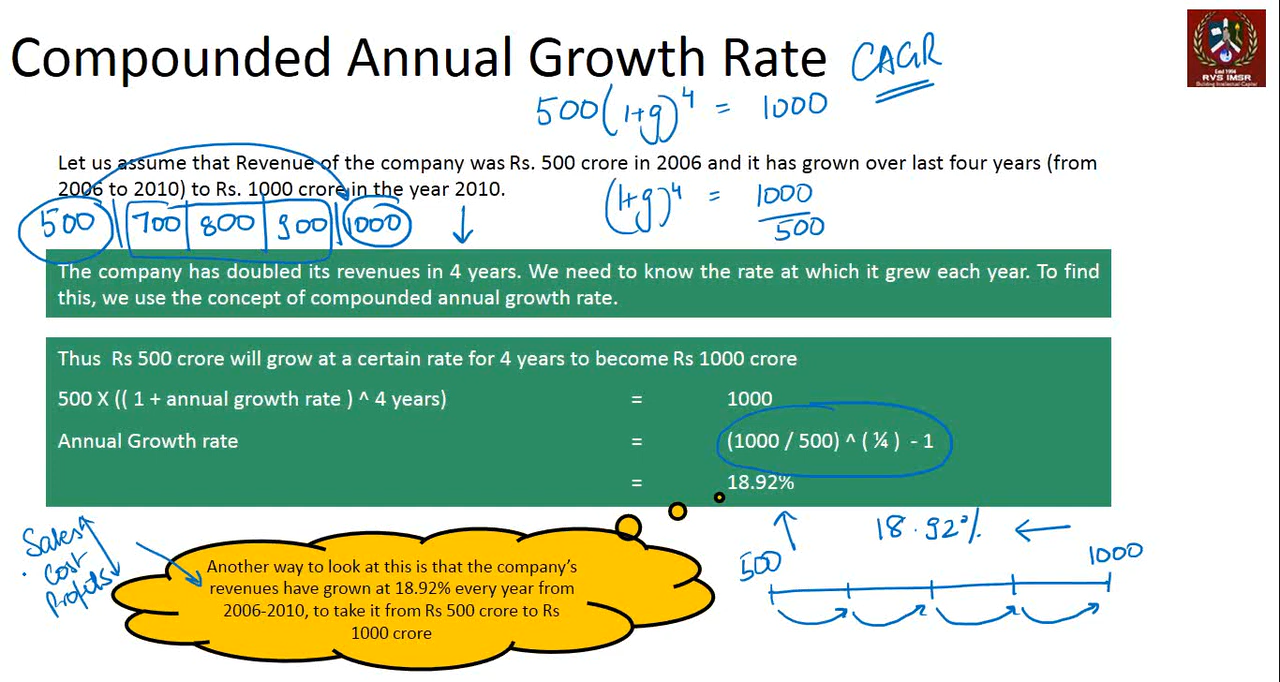 Compounded Annual Growth Rate CAGR
RVS IMSR
500(1+g)^4 = 1000
Let us assume that Revenue of the company was Rs. 500 crore in 2006 and it has grown over last four years (from
2006 to 2010) to Rs. 1000 crore in the year 2010.
(1+g)^4 = 1000
500
500 | 700 | 800 | 900 | 1000
The company has doubled its revenues in 4 years. We need to know the rate at which it grew each year. To find
this, we use the concept of compounded annual growth rate.
Thus Rs 500 crore will grow at a certain rate for 4 years to become Rs 1000 crore
500 X (( 1 + annual growth rate ) ^ 4 years) = 1000
Annual Growth rate = (1000 / 500) ^ ( ¼ ) - 1
= 18.92%
Sales
Cost
Profits
Another way to look at this is that the company's
revenues have grown at 18.92% every year from
2006-2010, to take it from Rs 500 crore to Rs
1000 crore
18.92%
500 1000